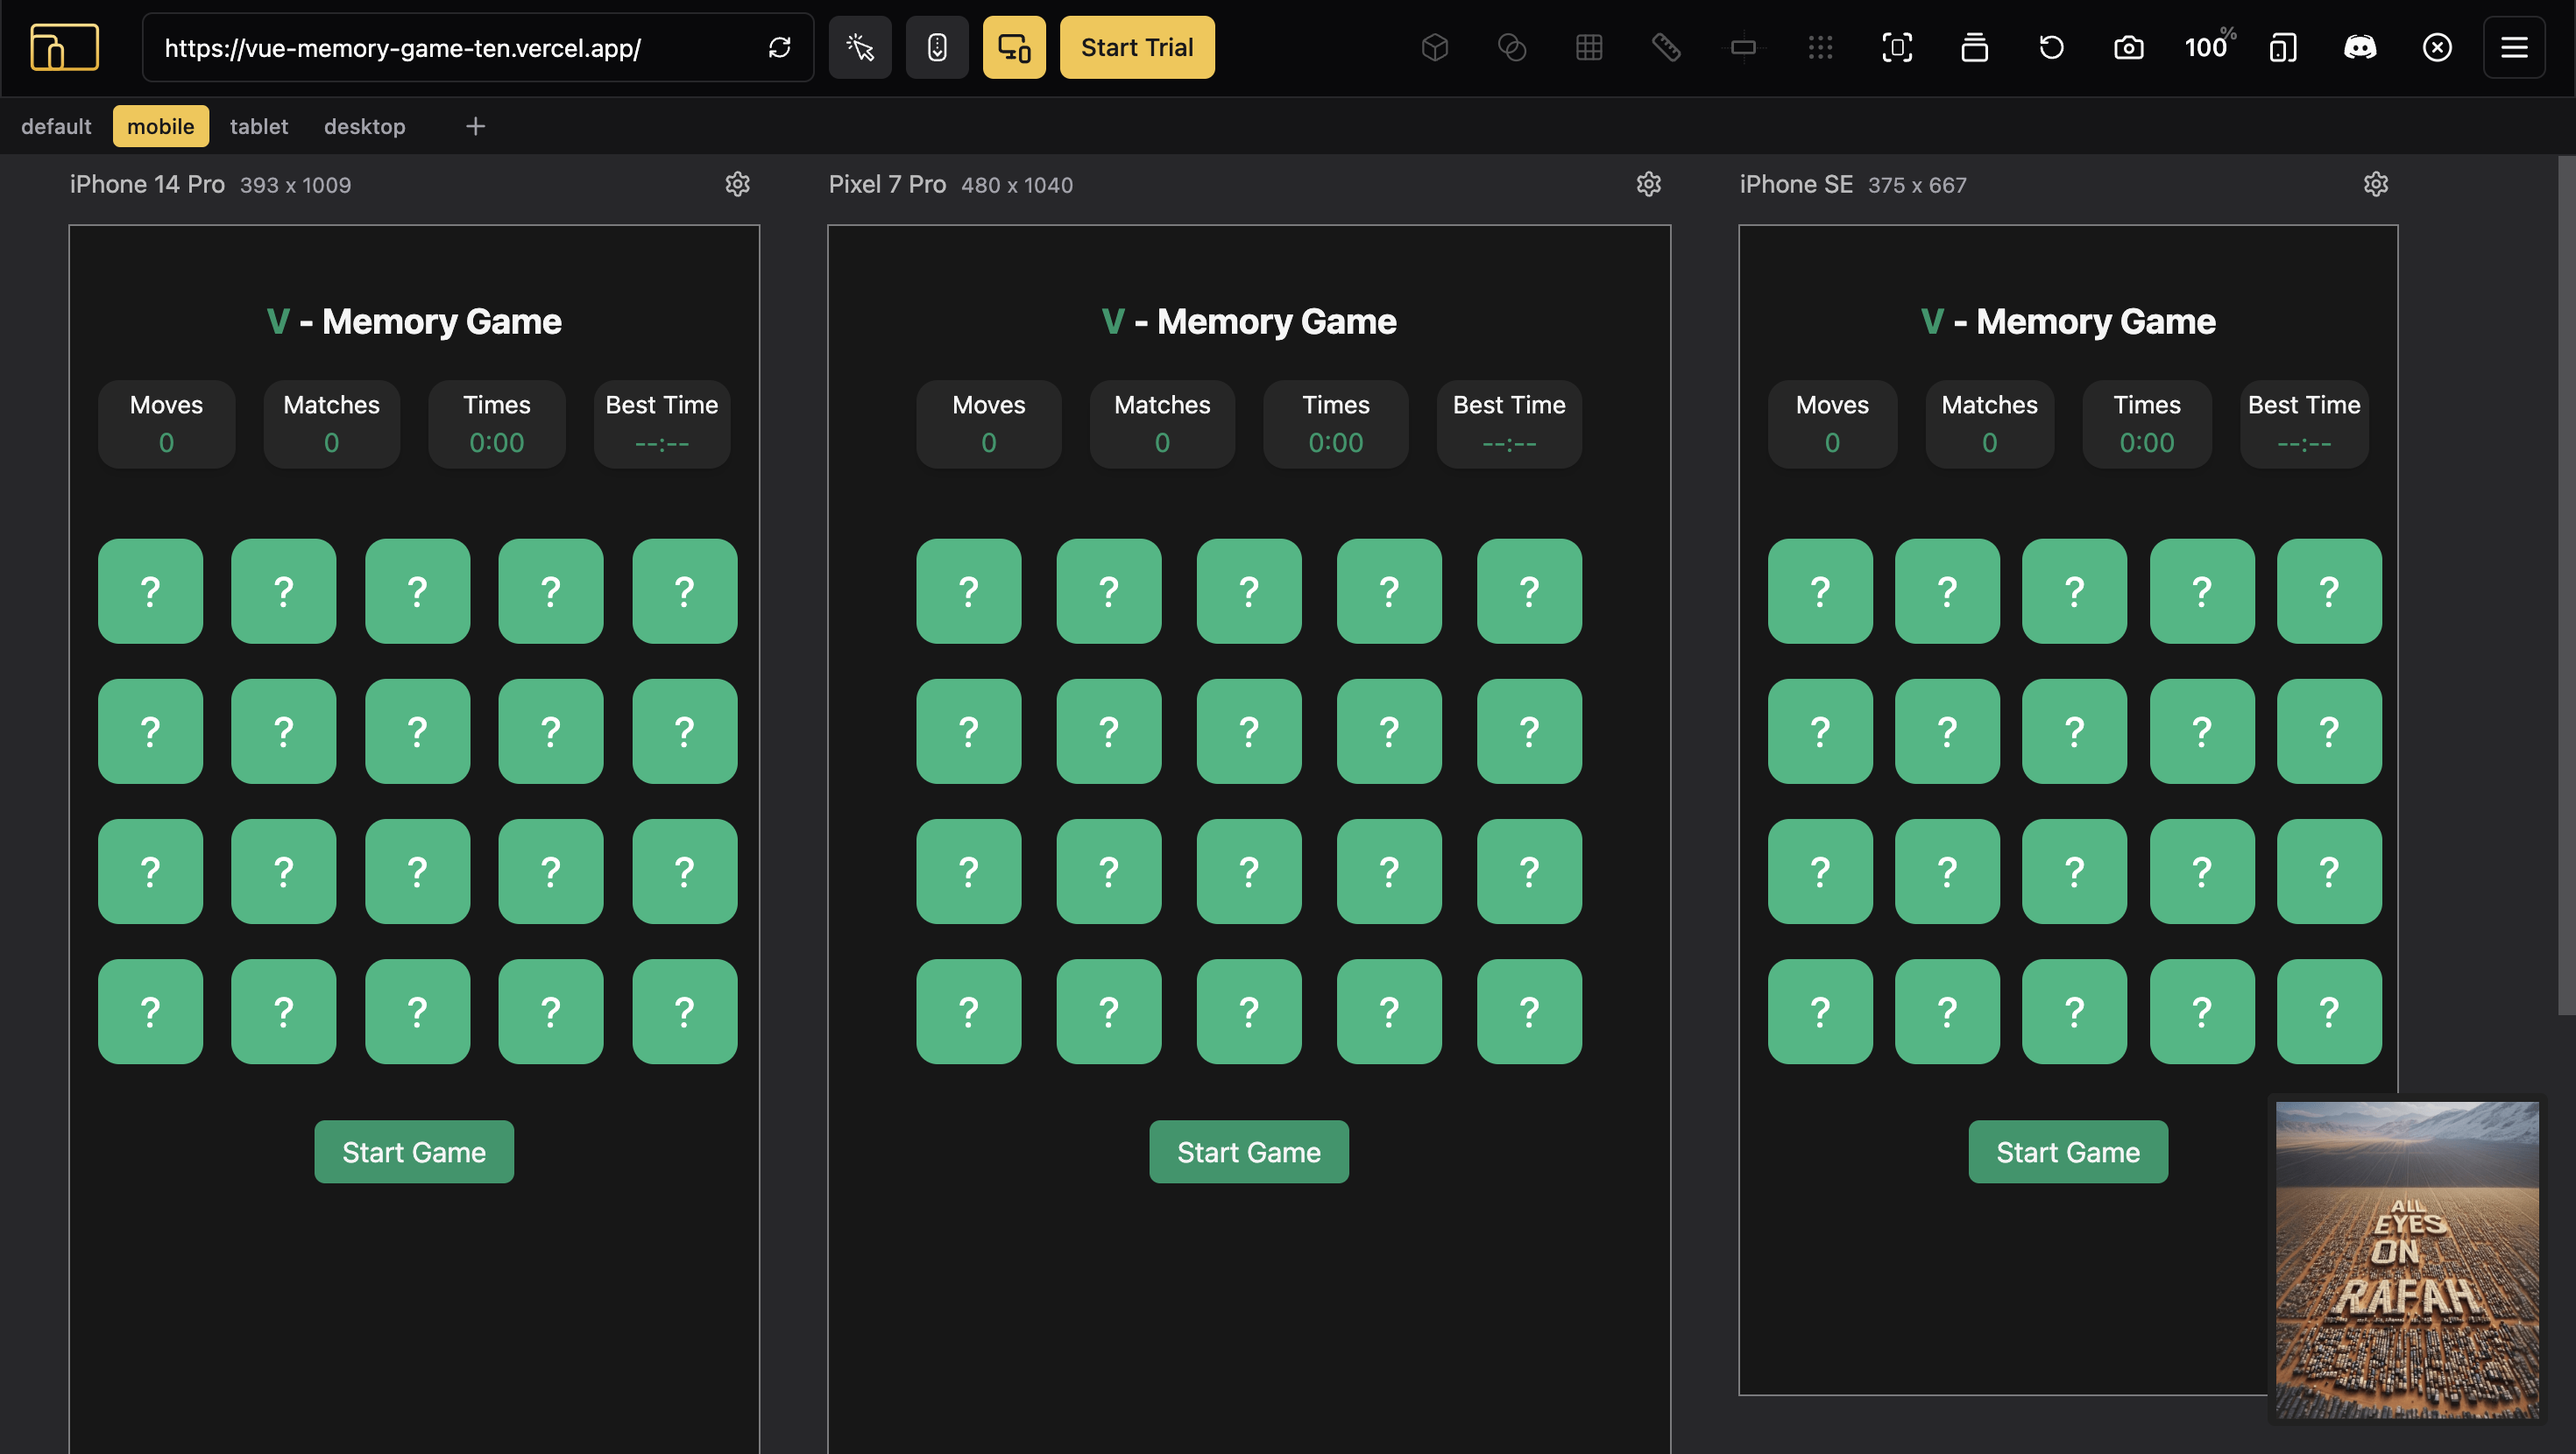 https://vue-memory-game-ten.vercel.app/
Start Trial
100%
default mobile tablet desktop +
iPhone 14 Pro 393 x 1009
V - Memory Game
Moves Matches Times Best Time
0 0 0:00 --:--
? ? ? ? ?
? ? ? ? ?
? ? ? ? ?
? ? ? ? ?
Start Game
Pixel 7 Pro 480 x 1040
V - Memory Game
Moves Matches Times Best Time
0 0 0:00 --:--
? ? ? ? ?
? ? ? ? ?
? ? ? ? ?
? ? ? ? ?
Start Game
iPhone SE 375 x 667
V - Memory Game
Moves Matches Times Best Time
0 0 0:00 --:--
? ? ? ? ?
? ? ? ? ?
? ? ? ? ?
? ? ? ? ?
Start Game
ALL
EYES
ON
RAFAH